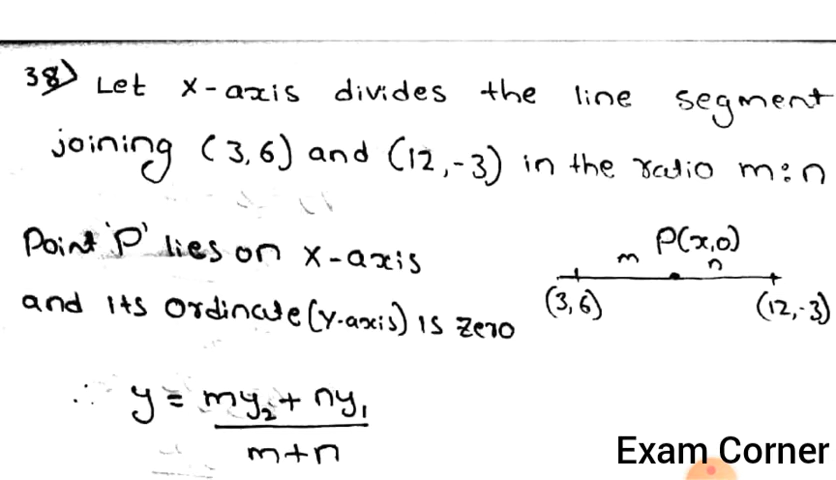 38) Let x-axis divides the line segment
joining (3,6) and (12,-3) in the ratio m:n
Point 'P' lies on x-axis
and its ordinate (y-axis) is zero
P(x,0)
m n
(3,6) (12,-3)
∴ y = my₂ + ny₁
m+n
Exam Corner